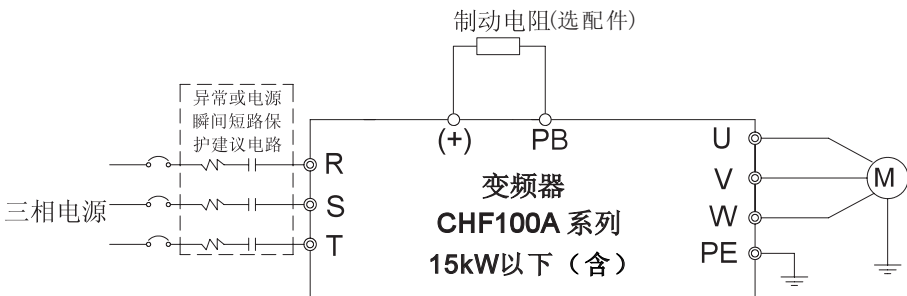 制动电阻(选配件)
异常或电源
瞬间短路保
护建议电路
(+)
PB
R
S
T
三相电源
变频器
CHF100A 系列
15kW以下（含）
U
V
W
PE
M